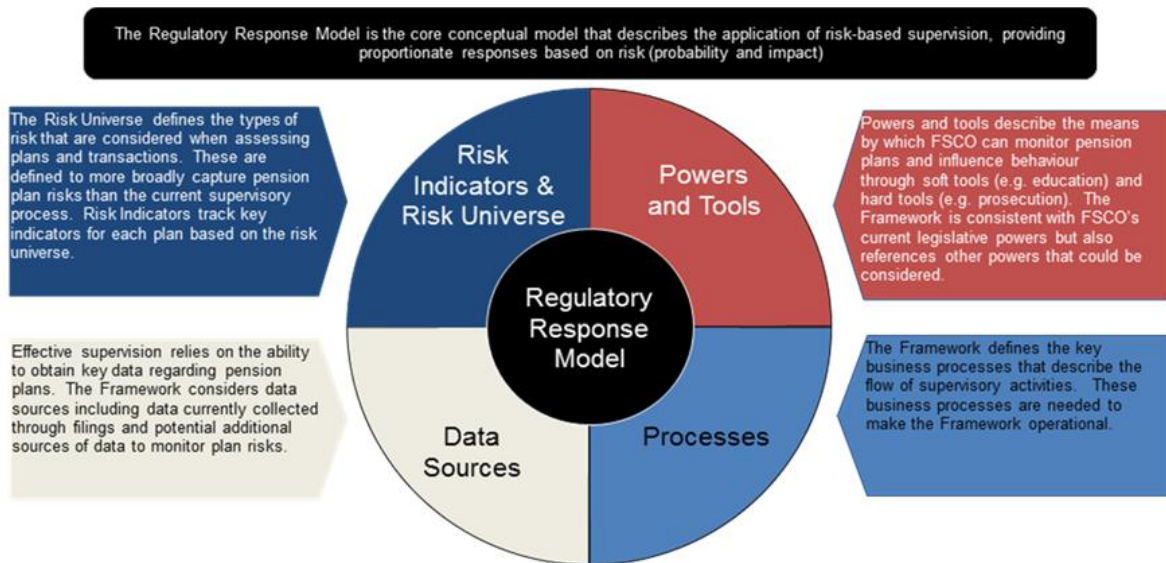 The Regulatory Response Model is the core conceptual model that describes the application of risk-based supervision, providing
proportionate responses based on risk (probability and impact)
The Risk Universe defines the types of
risk that are considered when assessing
plans and transactions. These are
defined to more broadly capture pension
plan risks than the current supervisory
process. Risk Indicators track key
indicators for each plan based on the risk
universe.
Risk
Indicators &
Risk Universe
Powers
and Tools
Powers and tools describe the means
by which FSCO can monitor pension
plans and influence behaviour
through soft tools (e.g. education) and
hard tools (e.g. prosecution). The
Framework is consistent with FSCO's
current legislative powers but also
references other powers that could be
considered.
Regulatory
Response
Model
Effective supervision relies on the ability
to obtain key data regarding pension
plans. The Framework considers data
sources including data currently collected
through filings and potential additional
sources of data to monitor plan risks.
Data
Sources
Processes
The Framework defines the key
business processes that describe the
flow of supervisory activities. These
business processes are needed to
make the Framework operational.